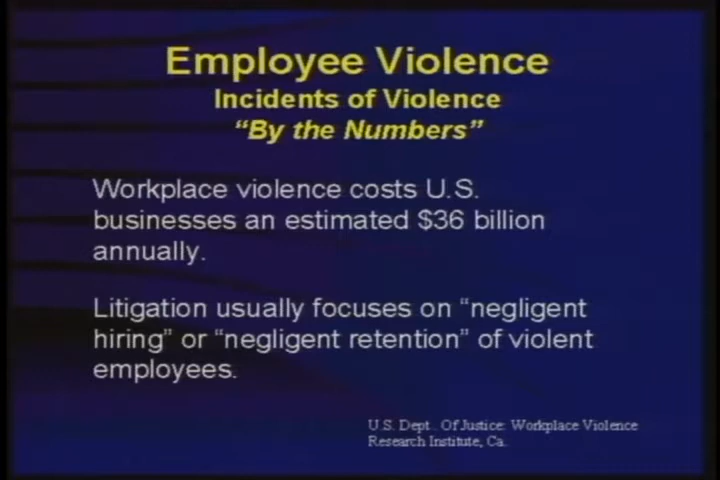 Employee Violence
Incidents of Violence
“By the Numbers”
Workplace violence costs U.S.
businesses an estimated $36 billion
annually.
Litigation usually focuses on “negligent
hiring” or “negligent retention” of violent
employees.
U.S. Dept. Of Justice: Workplace Violence
Research Institute, Ca.